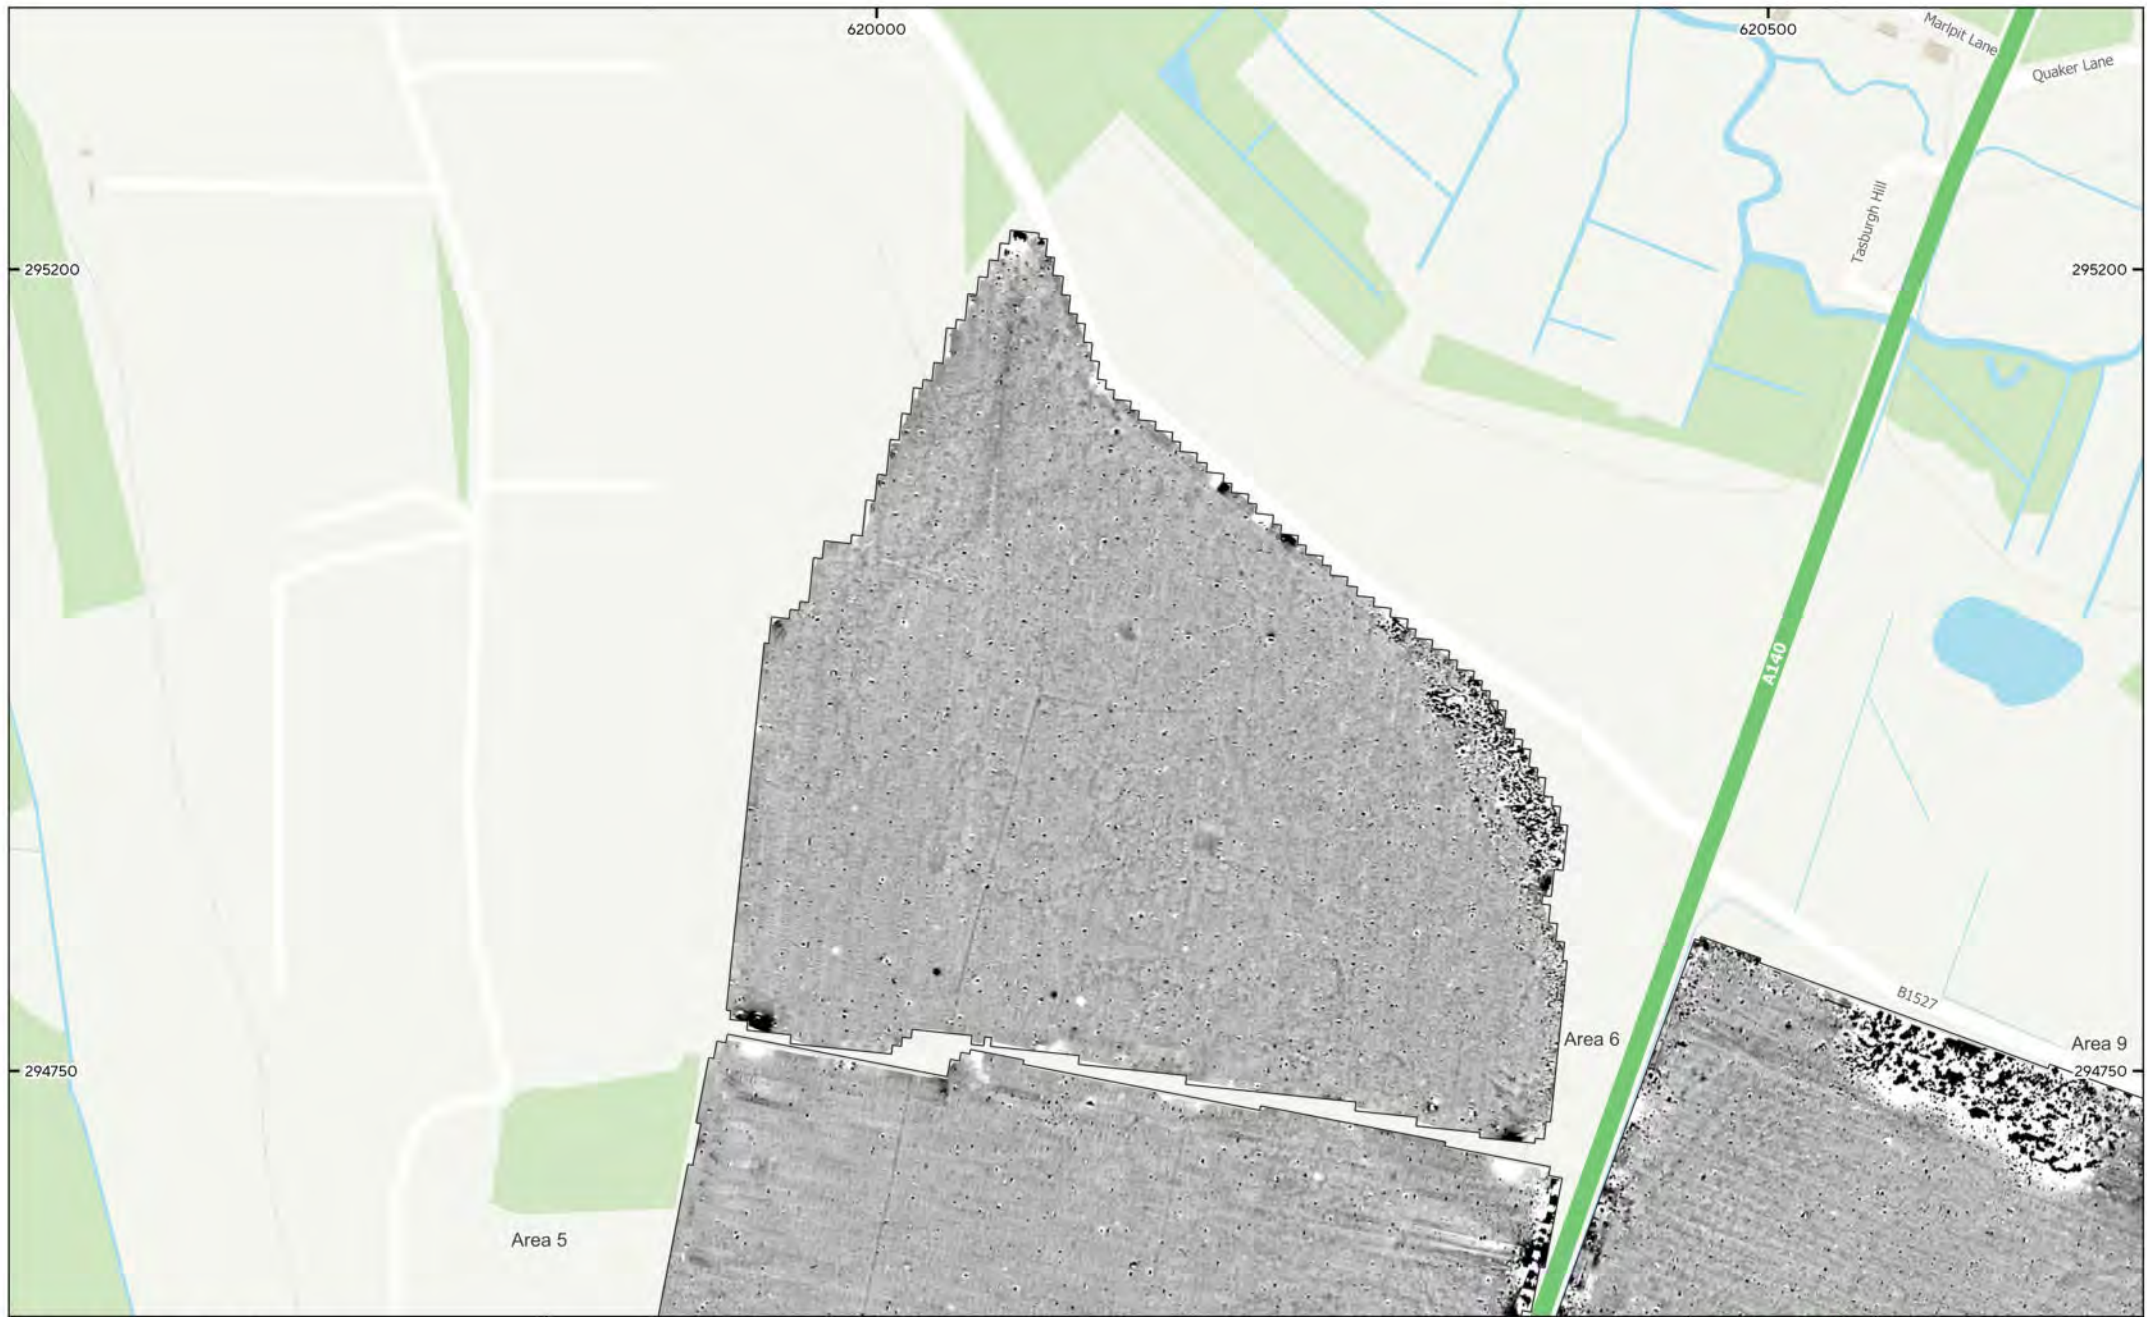 620000
620500
Marlpit Lane
Quaker Lane
Tasburgh Hill
295200
295200
A140
B1527
Area 6
Area 9
294750
294750
Area 5